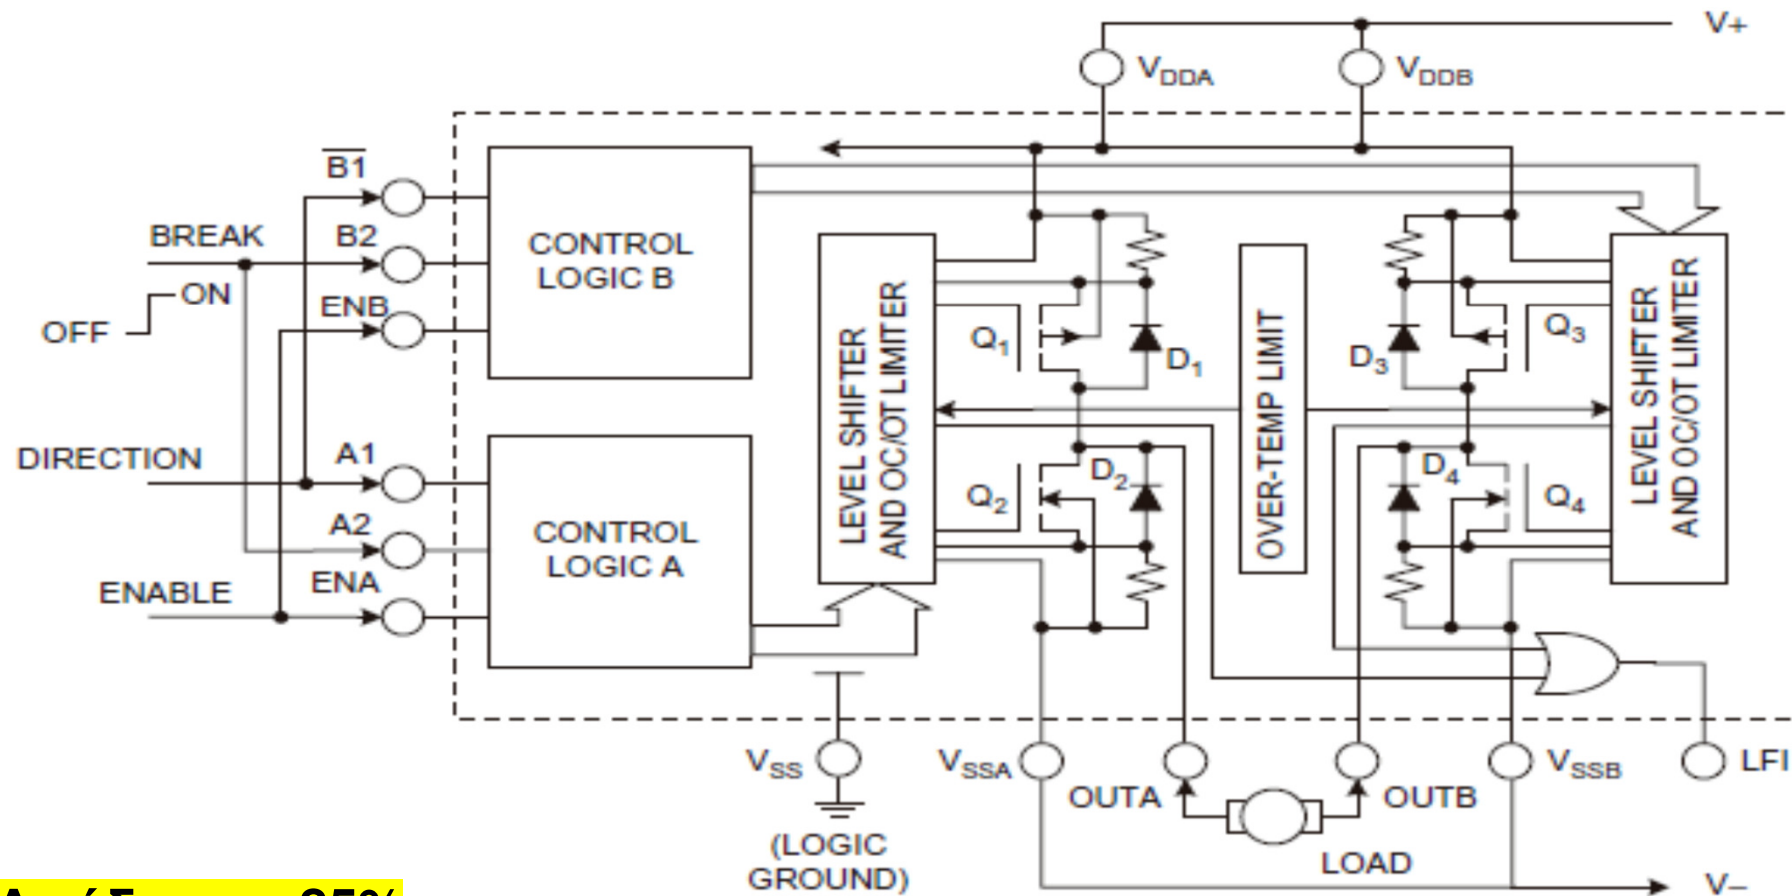 V+
VDDA
VDDB
B1
BREAK
B2
ON
OFF
ENB
CONTROL
LOGIC B
DIRECTION
A1
A2
ENABLE
ENA
CONTROL
LOGIC A
LEVEL SHIFTER
AND OC/OT LIMITER
Q1
D1
Q2
D2
OVER-TEMP LIMIT
D3
Q3
D4
Q4
LEVEL SHIFTER
AND OC/OT LIMITER
VSS
(LOGIC
GROUND)
VSSA
OUTA
LOAD
OUTB
VSSB
LFI
V–